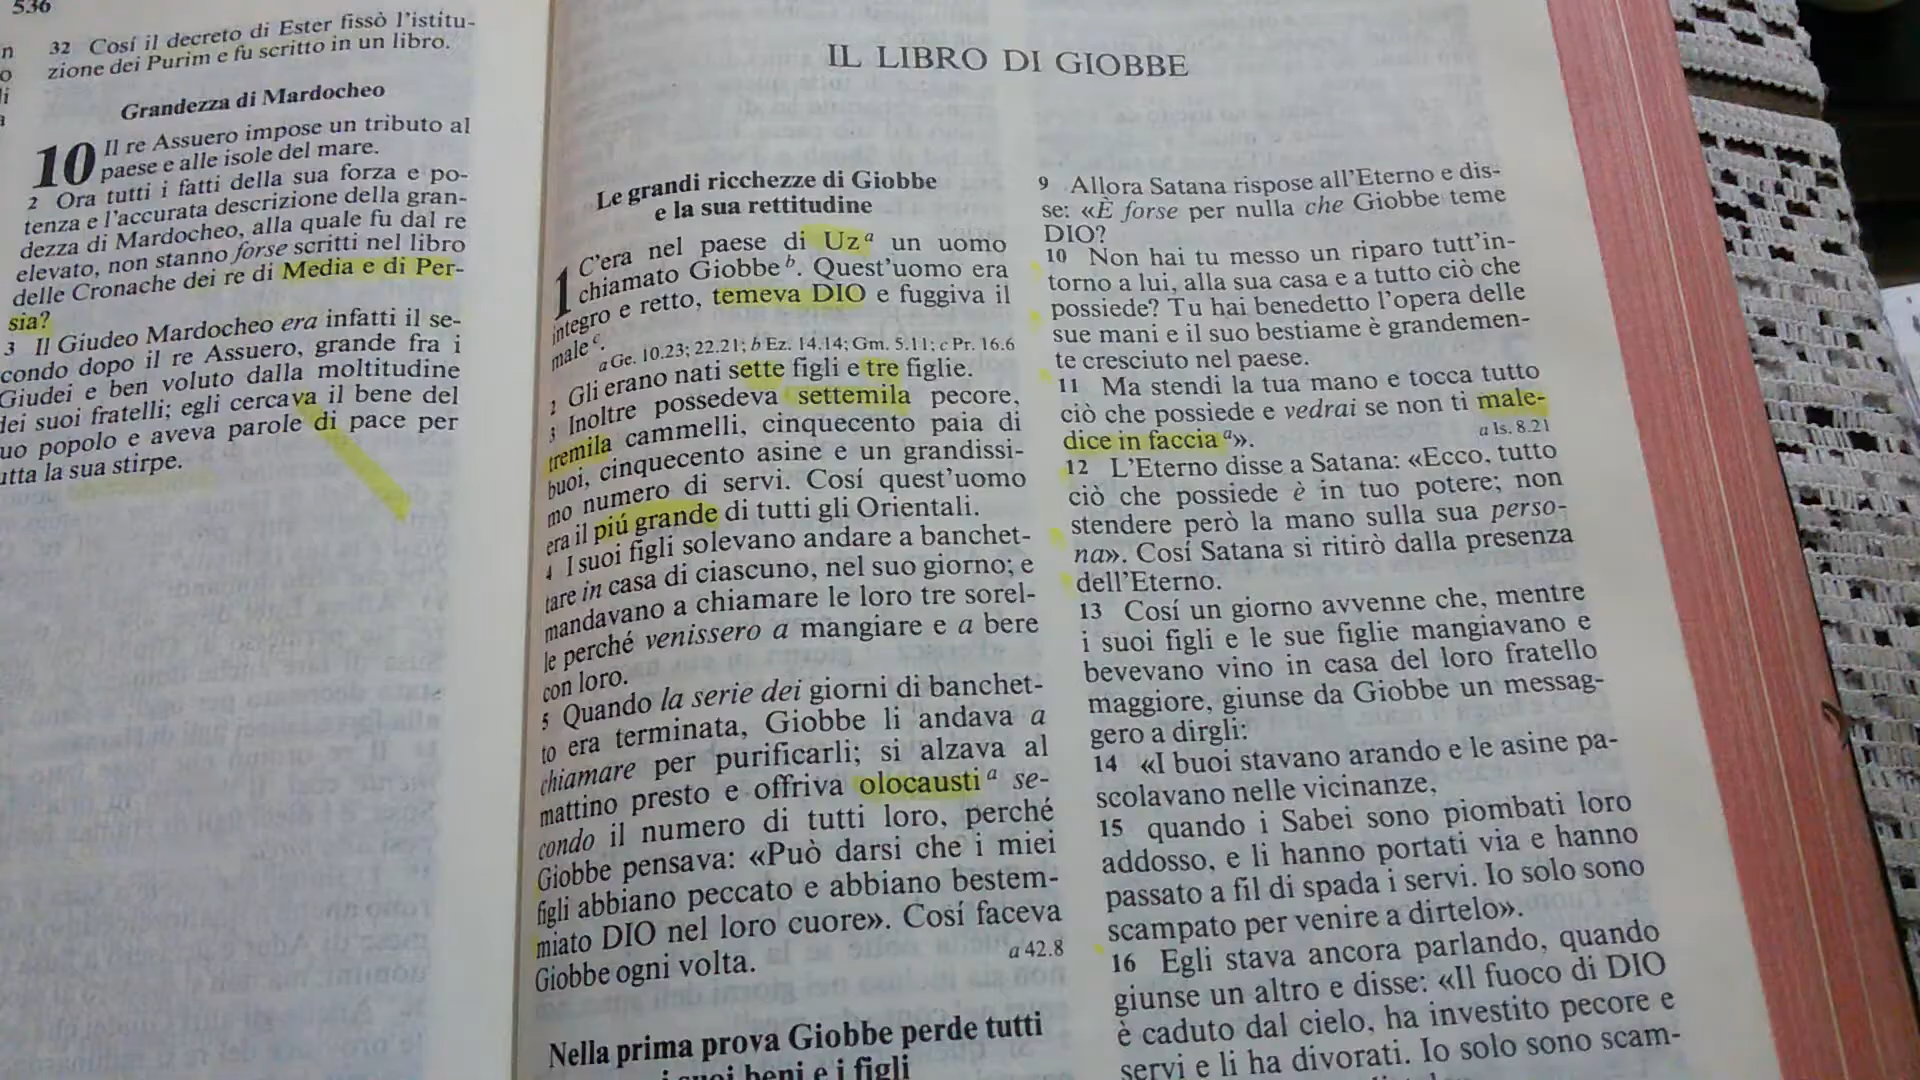 536
32 Cosí il decreto di Ester fissò l'istitu-
zione dei Purim e fu scritto in un libro.
Grandezza di Mardocheo
10 Il re Assuero impose un tributo al
paese e alle isole del mare.
2 Ora tutti i fatti della sua forza e po-
tenza e l'accurata descrizione della gran-
dezza di Mardocheo, alla quale fu dal re
elevato, non stanno forse scritti nel libro
delle Cronache dei re di Media e di Per-
sia?
3 Il Giudeo Mardocheo era infatti il se-
condo dopo il re Assuero, grande fra i
Giudei e ben voluto dalla moltitudine
dei suoi fratelli; egli cercava il bene del
uo popolo e aveva parole di pace per
utta la sua stirpe.
IL LIBRO DI GIOBBE
Le grandi ricchezze di Giobbe
e la sua rettitudine
1 C'era nel paese di Uz a un uomo
chiamato Giobbe b. Quest'uomo era
integro e retto, temeva DIO e fuggiva il
male c.
a Ge. 10.23; 22.21; b Ez. 14.14; Gm. 5.11; c Pr. 16.6
2 Gli erano nati sette figli e tre figlie.
3 Inoltre possedeva settemila pecore,
tremila cammelli, cinquecento paia di
buoi, cinquecento asine e un grandissi-
mo numero di servi. Cosí quest'uomo
era il piú grande di tutti gli Orientali.
4 I suoi figli solevano andare a banchet-
tare in casa di ciascuno, nel suo giorno; e
mandavano a chiamare le loro tre sorel-
le perché venissero a mangiare e a bere
con loro.
5 Quando la serie dei giorni di banchet-
to era terminata, Giobbe li andava a
chiamare per purificarli; si alzava al
mattino presto e offriva olocausti a se-
condo il numero di tutti loro, perché
Giobbe pensava: «Può darsi che i miei
figli abbiano peccato e abbiano bestem-
miato DIO nel loro cuore». Cosí faceva
Giobbe ogni volta.
a 42.8
Nella prima prova Giobbe perde tutti
i suoi beni e i figli
9 Allora Satana rispose all'Eterno e dis-
se: «È forse per nulla che Giobbe teme
DIO?
10 Non hai tu messo un riparo tutt'in-
torno a lui, alla sua casa e a tutto ciò che
possiede? Tu hai benedetto l'opera delle
sue mani e il suo bestiame è grandemen-
te cresciuto nel paese.
11 Ma stendi la tua mano e tocca tutto
ciò che possiede e vedrai se non ti male-
dice in faccia a».
a Is. 8.21
12 L'Eterno disse a Satana: «Ecco, tutto
ciò che possiede è in tuo potere; non
stendere però la mano sulla sua perso-
na». Cosí Satana si ritirò dalla presenza
dell'Eterno.
13 Cosí un giorno avvenne che, mentre
i suoi figli e le sue figlie mangiavano e
bevevano vino in casa del loro fratello
maggiore, giunse da Giobbe un messag-
gero a dirgli:
14 «I buoi stavano arando e le asine pa-
scolavano nelle vicinanze,
15 quando i Sabei sono piombati loro
addosso, e li hanno portati via e hanno
passato a fil di spada i servi. Io solo sono
scampato per venire a dirtelo».
16 Egli stava ancora parlando, quando
giunse un altro e disse: «Il fuoco di DIO
è caduto dal cielo, ha investito pecore e
servi e li ha divorati. Io solo sono scam-